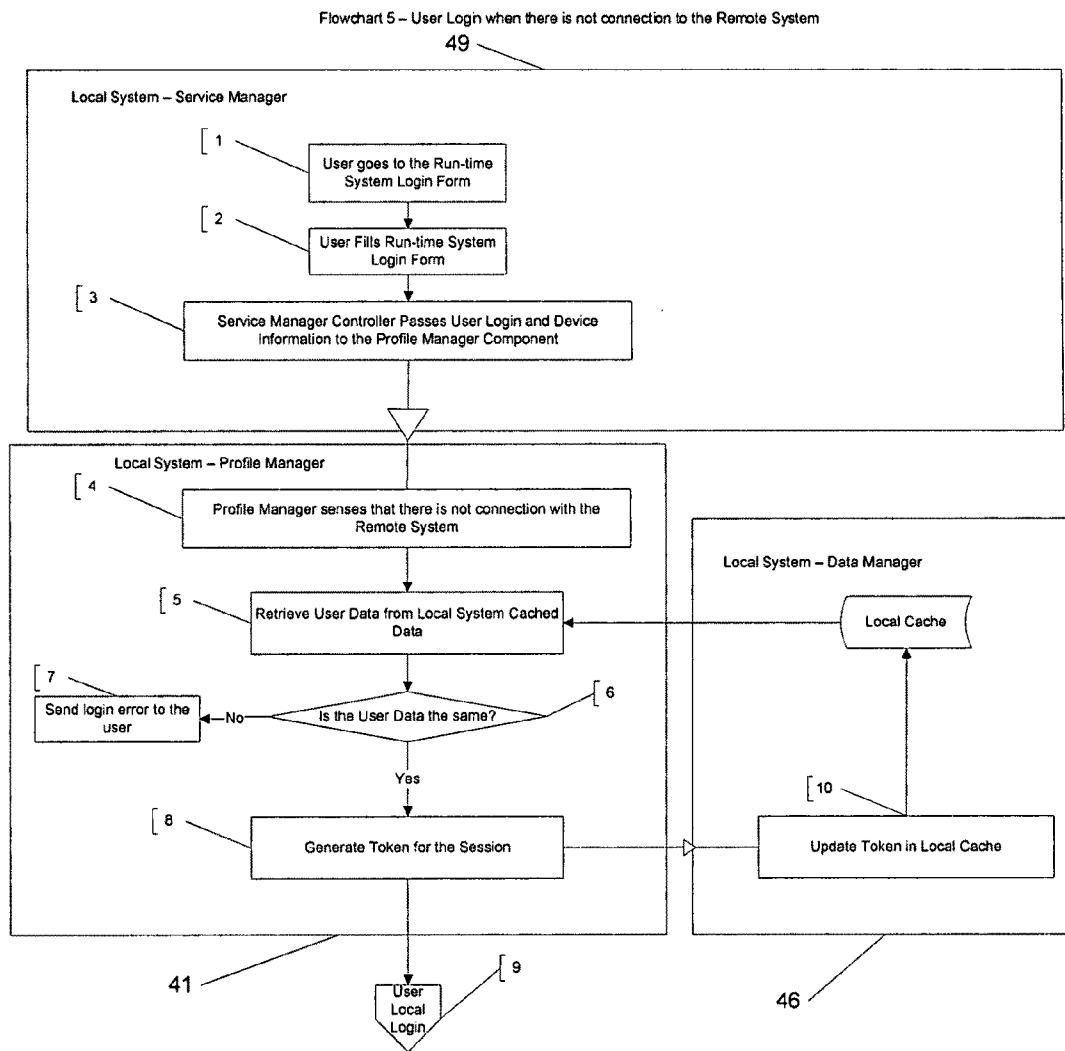 Flowchart 5 – User Login when there is not connection to the Remote System
49
Local System – Service Manager
1
User goes to the Run-time
System Login Form
2
User Fills Run-time System
Login Form
3
Service Manager Controller Passes User Login and Device
Information to the Profile Manager
Component
Local System – Profile Manager
4
Profile Manager senses that there is not connection with the
Remote System
Local System – Data Manager
5
Retrieve User Data from Local System Cached
Data
Local Cache
7
Send login error to the
user
No
Is the User Data the same?
6
Yes
8
Generate Token for the Session
10
Update Token in Local Cache
41
9
User
Local
Login
46